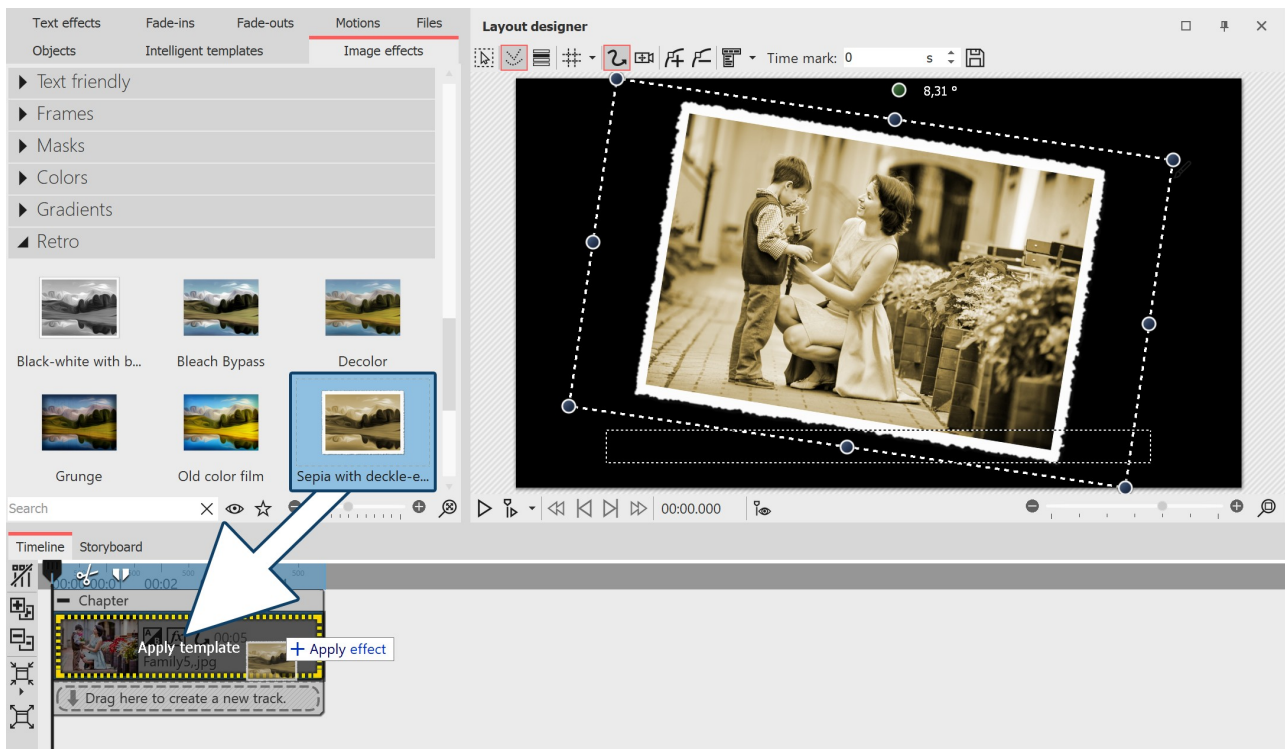 Text effects Fade-ins Fade-outs Motions Files
Objects Intelligent templates Image effects
Text friendly
Frames
Masks
Colors
Gradients
Retro
Black-white with b... Bleach Bypass Decolor
Grunge Old color film Sepia with deckle-e...
Search
Layout designer
Time mark: 0 s
8,31 °
00:00.000
Timeline Storyboard
00:02
Chapter
00:05
Apply template
Family5,.jpg
+ Apply effect
Drag here to create a new track.